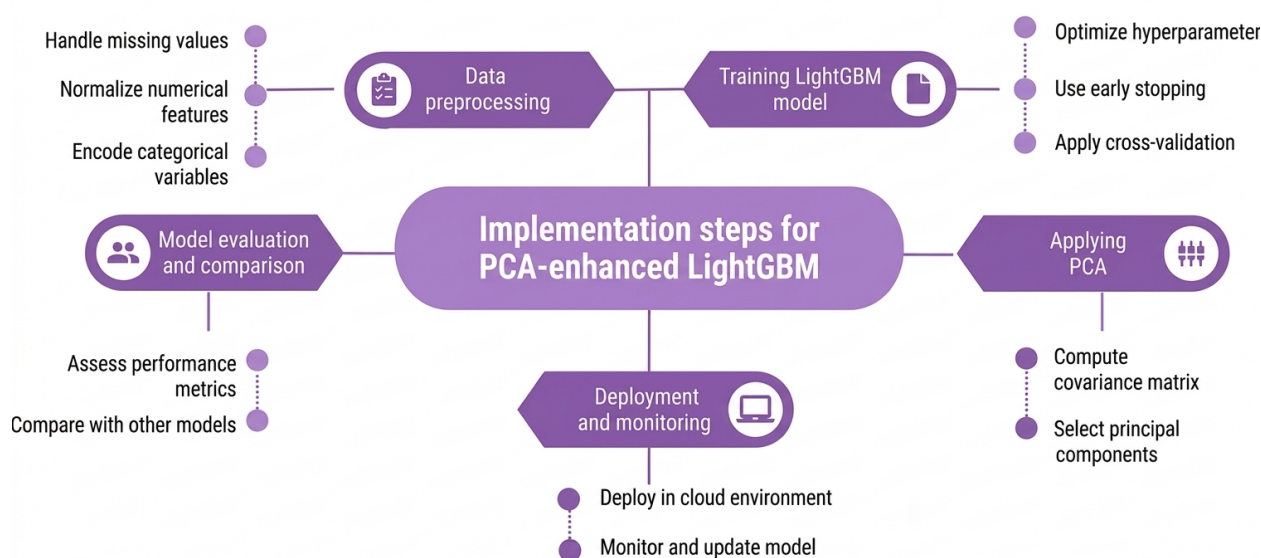 Handle missing values
Normalize numerical
features
Encode categorical
variables
Data
preprocessing
Training LightGBM
model
Optimize hyperparameter
Use early stopping
Apply cross-validation
Model evaluation
and comparison
Implementation steps for
PCA-enhanced LightGBM
Applying
PCA
Assess performance
metrics
Compare with other models
Deployment
and monitoring
Compute
covariance matrix
Select principal
components
Deploy in cloud environment
Monitor and update model